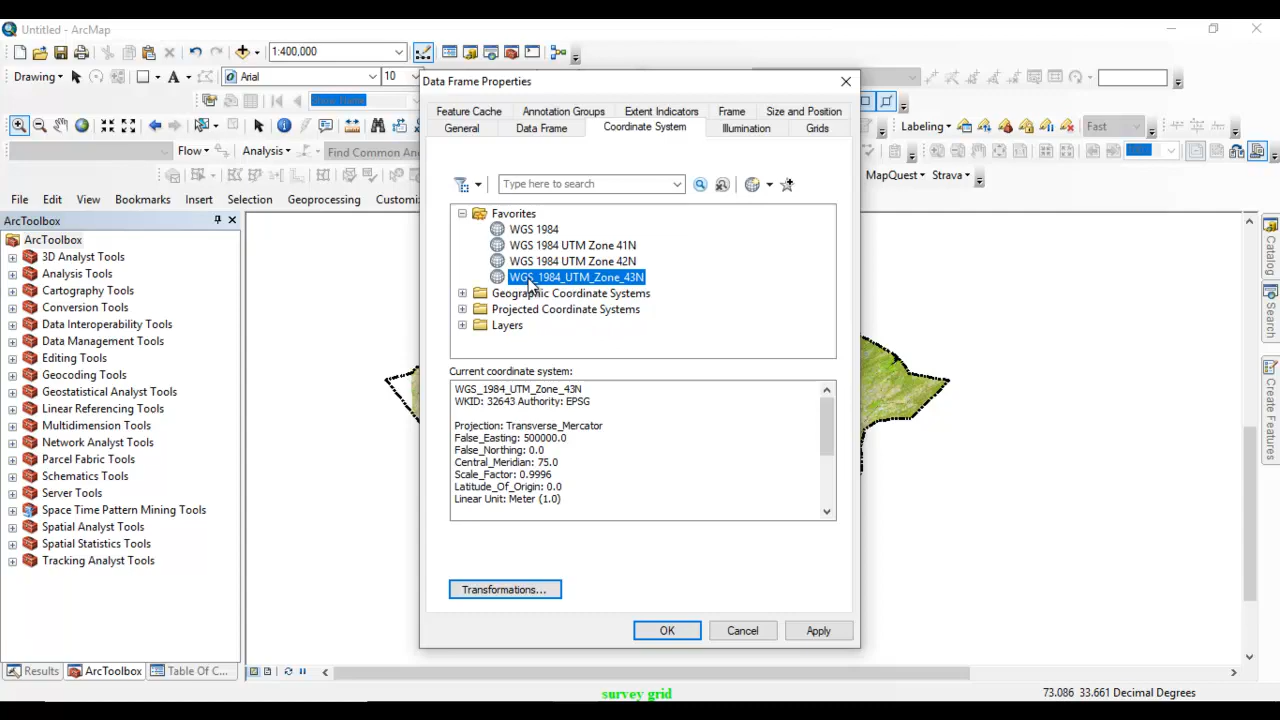 Untitled - ArcMap
1:400,000
Drawing
Arial
10
Labeling
Fast
Flow
Analysis
Find Common An
MapQuest
Strava
File Edit View Bookmarks Insert Selection Geoprocessing Customi
ArcToolbox
ArcToolbox
3D Analyst Tools
Analysis Tools
Cartography Tools
Conversion Tools
Data Interoperability Tools
Data Management Tools
Editing Tools
Geocoding Tools
Geostatistical Analyst Tools
Linear Referencing Tools
Multidimension Tools
Network Analyst Tools
Parcel Fabric Tools
Schematics Tools
Server Tools
Space Time Pattern Mining Tools
Spatial Analyst Tools
Spatial Statistics Tools
Tracking Analyst Tools
Results ArcToolbox Table Of C...
Data Frame Properties
Feature Cache Annotation Groups Extent Indicators Frame Size and Position
General Data Frame Coordinate System Illumination Grids
Type here to search
Favorites
WGS 1984
WGS 1984 UTM Zone 41N
WGS 1984 UTM Zone 42N
WGS_1984_UTM_Zone_43N
Geographic Coordinate Systems
Projected Coordinate Systems
Layers
Current coordinate system:
WGS_1984_UTM_Zone_43N
WKID: 32643 Authority: EPSG
Projection: Transverse_Mercator
False_Easting: 500000.0
False_Northing: 0.0
Central_Meridian: 75.0
Scale_Factor: 0.9996
Latitude_Of_Origin: 0.0
Linear Unit: Meter (1.0)
Transformations...
OK Cancel Apply
Catalog
Search
Create Features
survey grid
73.086 33.661 Decimal Degrees